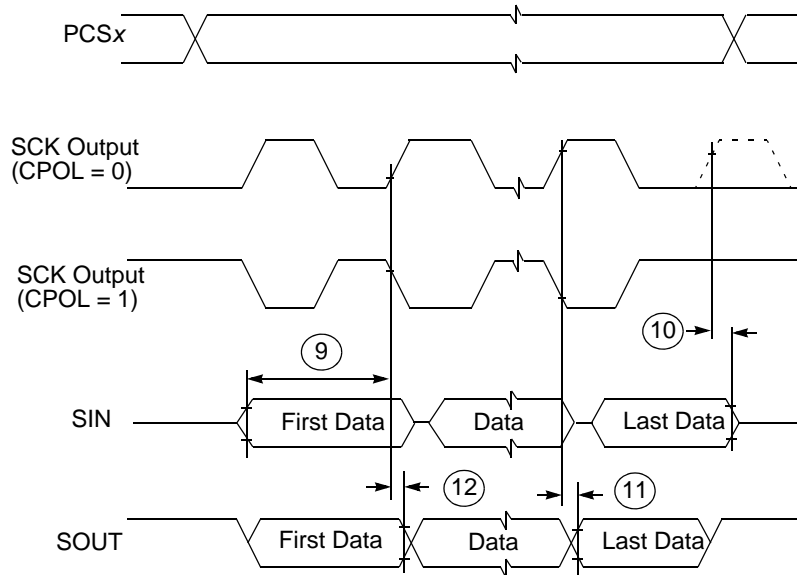 PCSx
SCK Output
(CPOL = 0)
SCK Output
(CPOL = 1)
10
9
SIN
First Data
Data
Last Data
12
11
SOUT
First Data
Data
Last Data